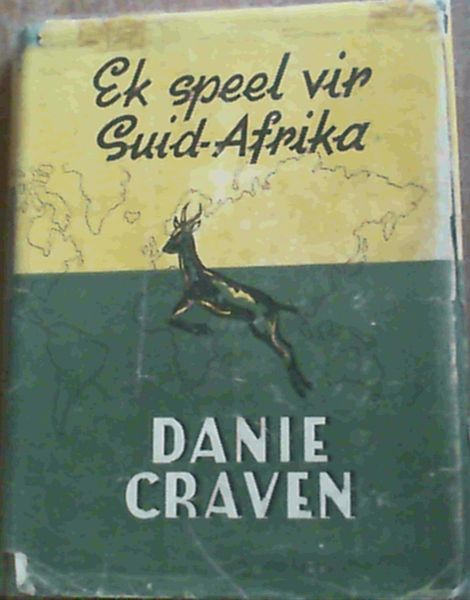 Ek speel vir
Suid-Afrika
DANIE
CRAVEN